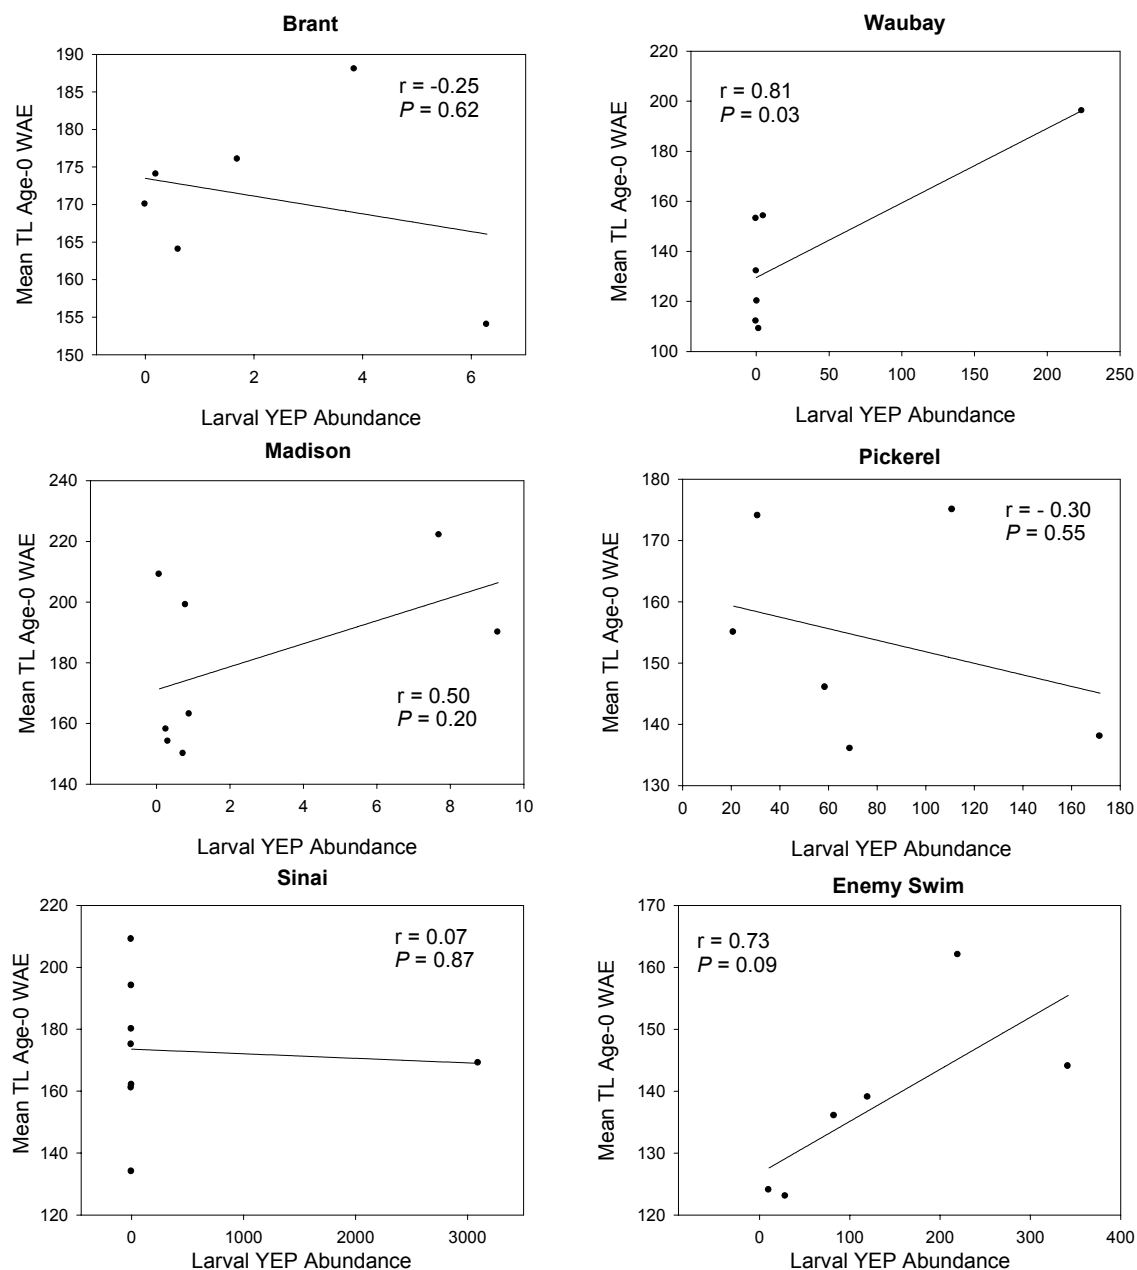 Brant
190
185
180
175
170
165
160
155
150
Mean TL Age-0 WAE
r = -0.25
P = 0.62
0 2 4 6
Larval YEP Abundance
Waubay
220
200
180
160
140
120
100
Mean TL Age-0 WAE
r = 0.81
P = 0.03
0 50 100 150 200 250
Larval YEP Abundance
Madison
240
220
200
180
160
140
Mean TL Age-0 WAE
r = 0.50
P = 0.20
0 2 4 6 8 10
Larval YEP Abundance
Pickerel
180
170
160
150
140
130
Mean TL Age-0 WAE
r = - 0.30
P = 0.55
0 20 40 60 80 100 120 140 160 180
Larval YEP Abundance
Sinai
220
200
180
160
140
120
Mean TL Age-0 WAE
r = 0.07
P = 0.87
0 1000 2000 3000
Larval YEP Abundance
Enemy Swim
170
160
150
140
130
120
Mean TL Age-0 WAE
r = 0.73
P = 0.09
0 100 200 300 400
Larval YEP Abundance